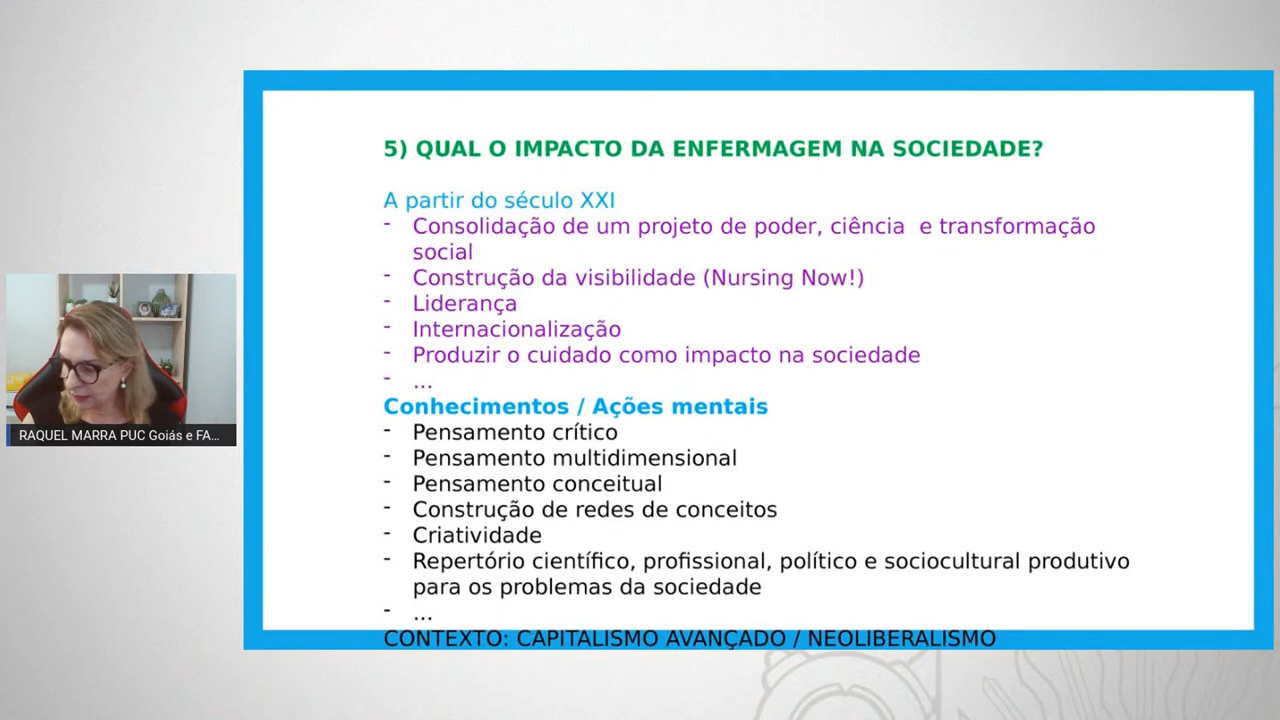 5) QUAL O IMPACTO DA ENFERMAGEM NA SOCIEDADE?
A partir do século XXI
- Consolidação de um projeto de poder, ciência e transformação
social
- Construção da visibilidade (Nursing Now!)
- Liderança
- Internacionalização
- Produzir o cuidado como impacto na sociedade
- ...
Conhecimentos / Ações mentais
- Pensamento crítico
- Pensamento multidimensional
- Pensamento conceitual
- Construção de redes de conceitos
- Criatividade
- Repertório científico, profissional, político e sociocultural produtivo
para os problemas da sociedade
- ...
CONTEXTO: CAPITALISMO AVANÇADO / NEOLIBERALISMO
RAQUEL MARRA PUC Goiás e FA...